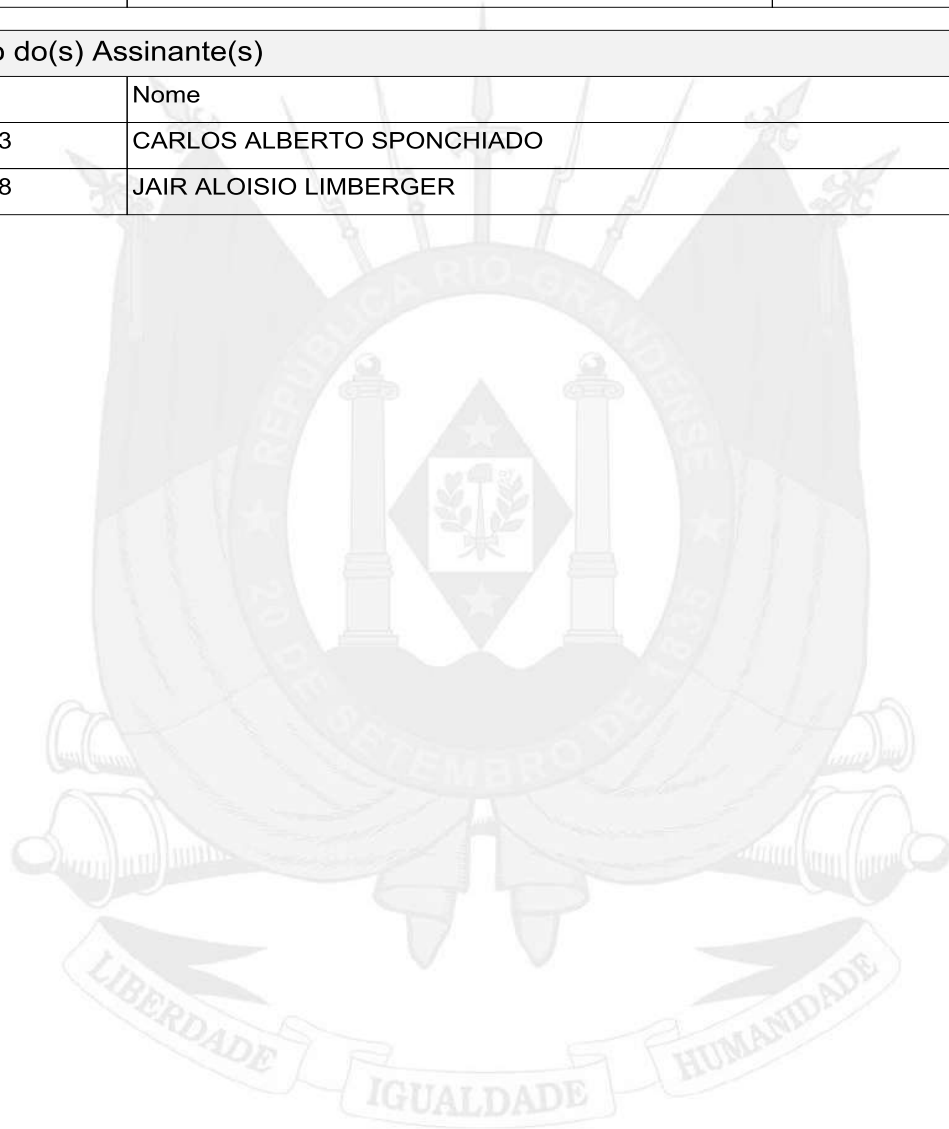 o do(s) Assinante(s)
Nome
3 CARLOS ALBERTO SPONCHIADO
8 JAIR ALOISIO LIMBERGER
REPÚBLICA RIO-GRANDENSE
20 DE SETEMBRO DE 1835
LIBERDADE IGUALDADE HUMANIDADE